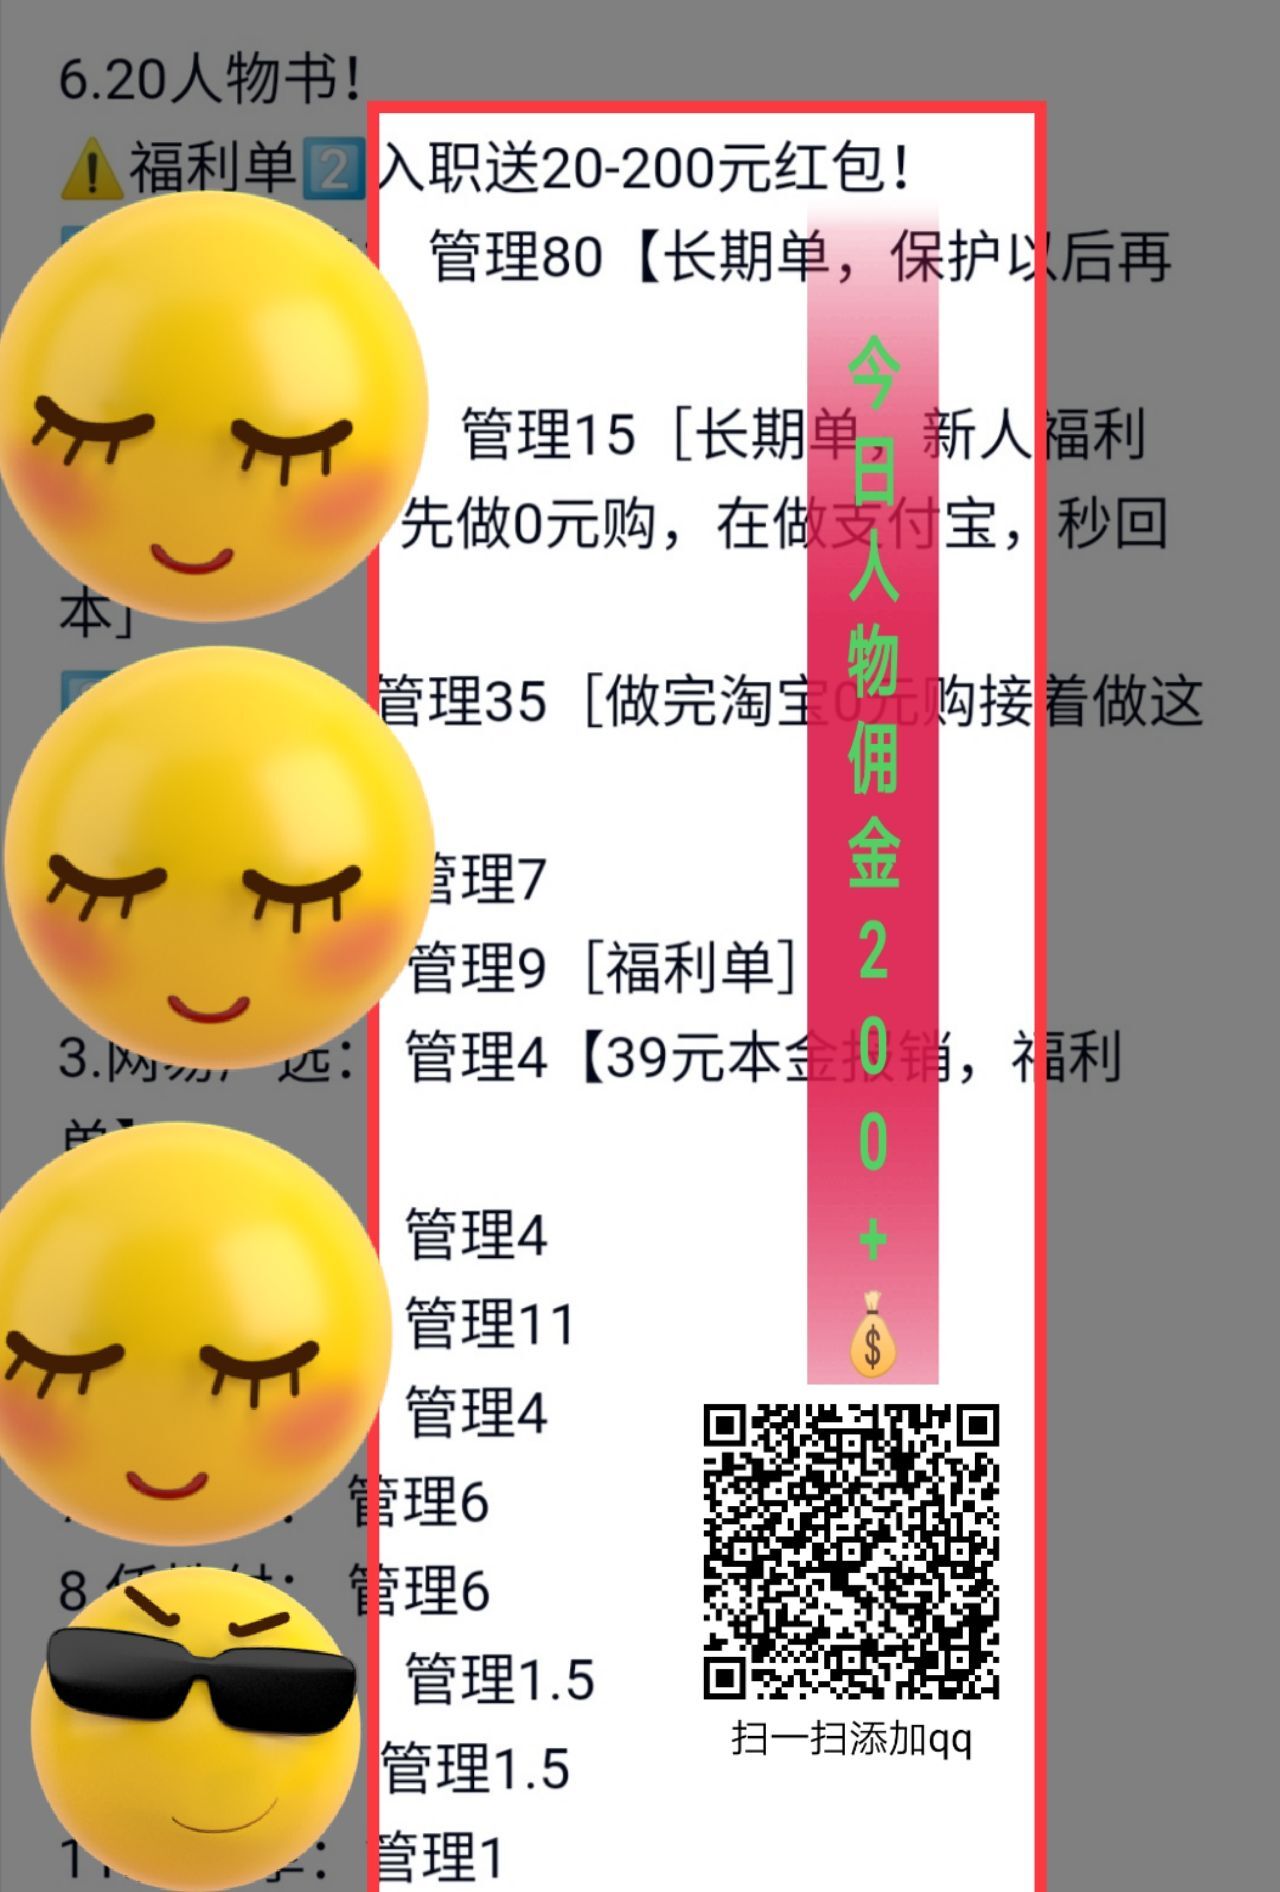 6.20人物书！
⚠️福利单2️⃣入职送20-200元红包！
管理80【长期单，保护以后再
管理15［长期单，新人福利
先做0元购，在做支付宝，秒回
本］
管理35［做完淘宝0元购接着做这
管理7
管理9［福利单］
3.网易严选： 管理4【39元本金报销，福利
单】
管理4
管理11
管理4
管理6
8. 管理6
管理1.5
管理1.5
11 管理1
今日人物佣金200+
扫一扫添加qq